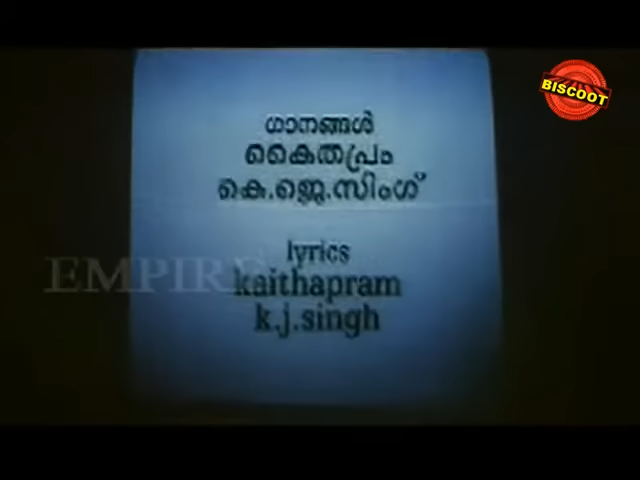 BISCOOT
ഗാനങ്ങൾ
കൈതപ്രം
കെ.ജെ.സിംഗ്
lyrics
EMPIRE
kaithapram
k.j.singh